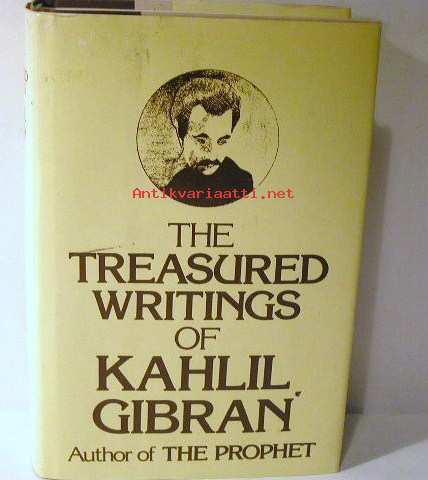 Antikvariaatti.net
THE
TREASURED
WRITINGS
OF
KAHLIL
GIBRAN
Author of THE PROPHET